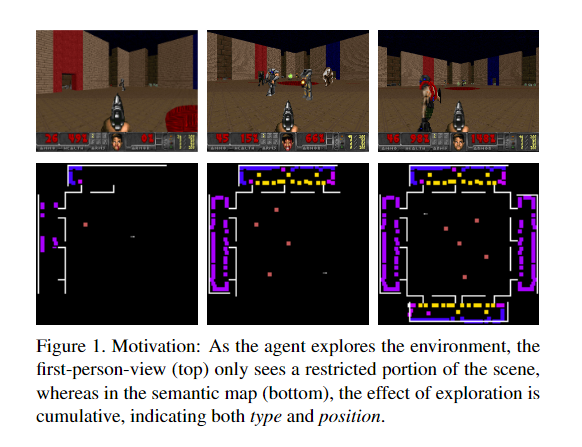 Figure 1. Motivation: As the agent explores the environment, the
first-person-view (top) only sees a restricted portion of the scene,
whereas in the semantic map (bottom), the effect of exploration is
cumulative, indicating both type and position.